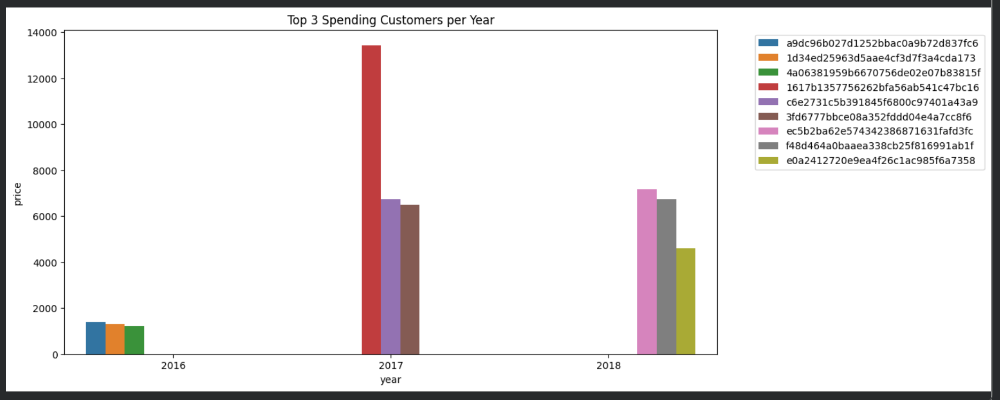 Top 3 Spending Customers per Year
14000
12000
10000
8000
6000
4000
2000
0
price
2016
2017
2018
year
a9dc96b027d1252bbac0a9b72d837fc6
1d34ed25963d5aae4cf3d7f3a4cda173
4a06381959b6670756de02e07b83815f
1617b1357756262bfa56ab541c47bc16
c6e2731c5b391845f6800c97401a43a9
3fd6777bbce08a352fddd04e4a7cc8f6
ec5b2ba62e574342386871631fafd3fc
f48d464a0baaea338cb25f816991ab1f
e0a2412720e9ea4f26c1ac985f6a7358